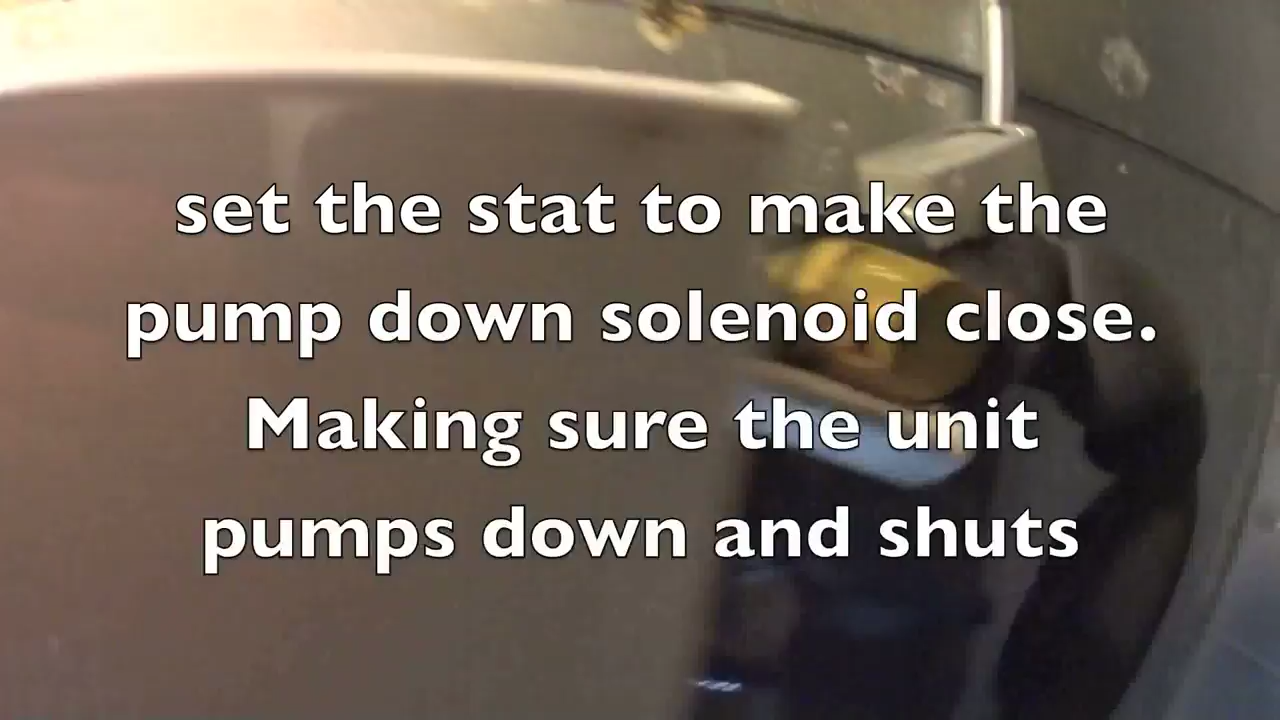 set the stat to make the
pump down solenoid close.
Making sure the unit
pumps down and shuts